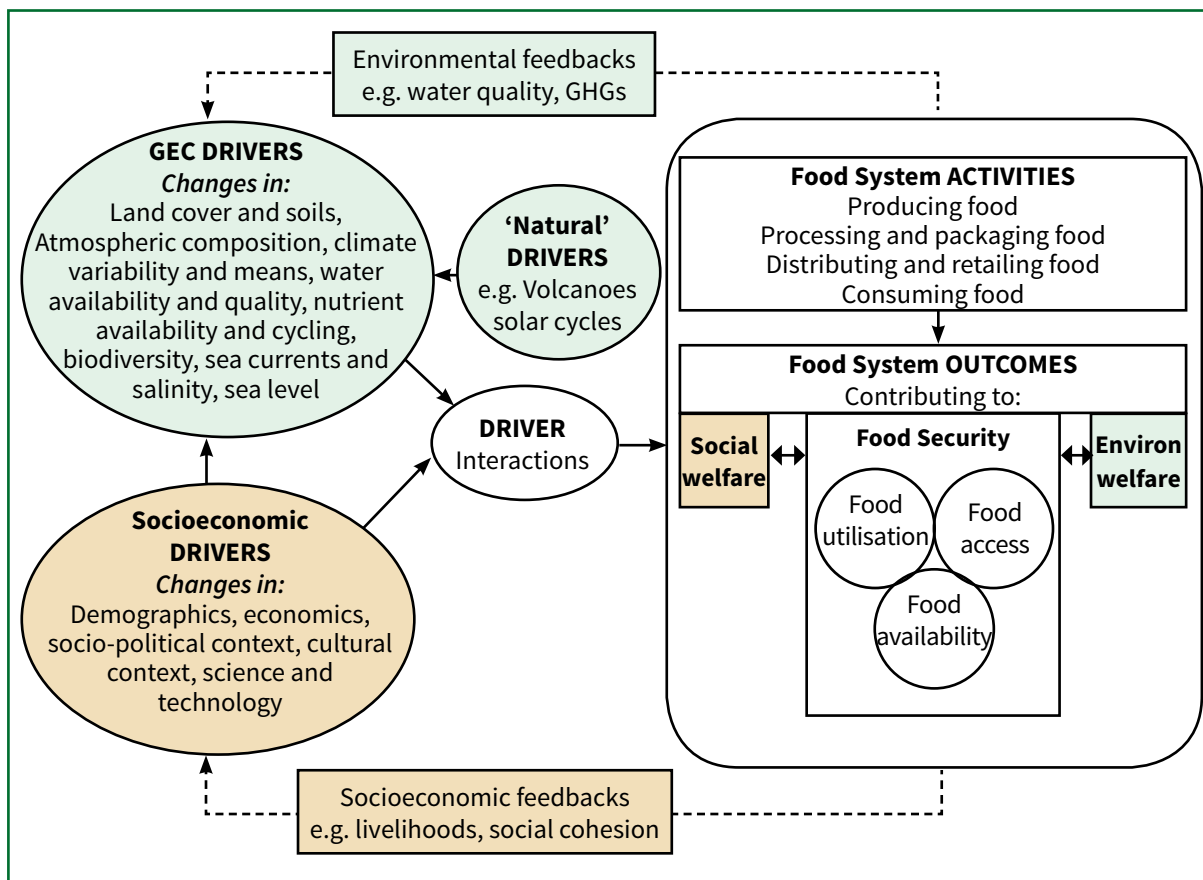 Environmental feedbacks
e.g. water quality, GHGs
GEC DRIVERS
Changes in:
Land cover and soils,
Atmospheric composition, climate
variability and means, water
availability and quality, nutrient
availability and cycling,
biodiversity, sea currents and
salinity, sea level
‘Natural’
DRIVERS
e.g. Volcanoes
solar cycles
DRIVER
Interactions
Socioeconomic
DRIVERS
Changes in:
Demographics, economics,
socio-political context, cultural
context, science and
technology
Socioeconomic feedbacks
e.g. livelihoods, social cohesion
Food System ACTIVITIES
Producing food
Processing and packaging food
Distributing and retailing food
Consuming food
Food System OUTCOMES
Contributing to:
Social
welfare
Food Security
Food
utilisation
Food
access
Food
availability
Environ
welfare